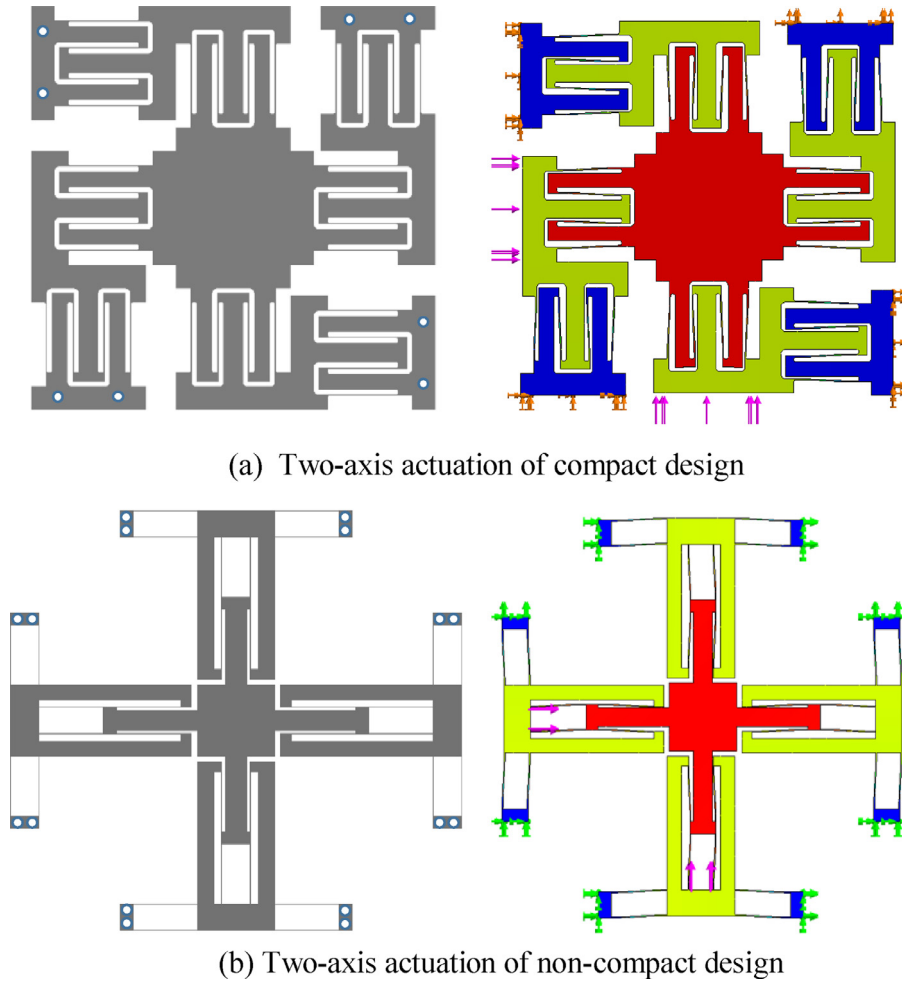 (a) Two-axis actuation of compact design
(b) Two-axis actuation of non-compact design